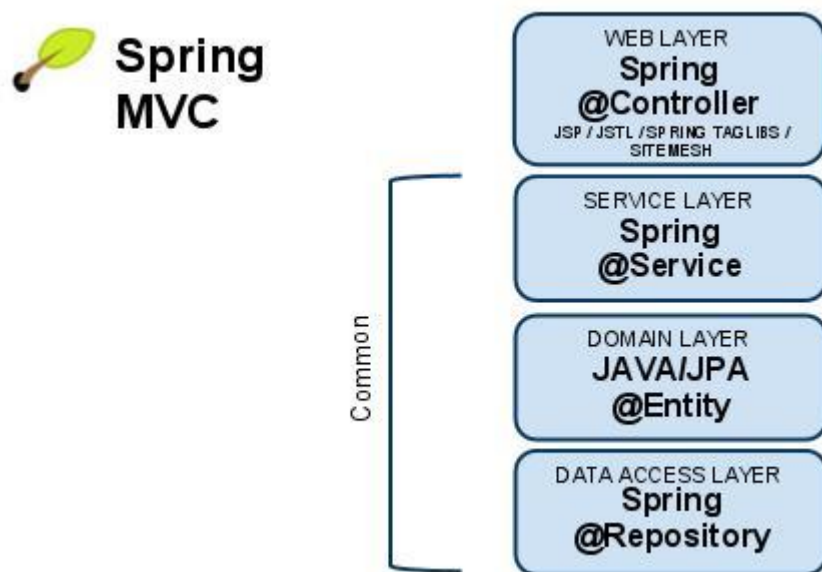 Spring
MVC
WEB LAYER
Spring
@Controller
JSP / JSTL / SPRING TAGLIBS /
SITEMESH
SERVICE LAYER
Spring
@Service
Common
DOMAIN LAYER
JAVA/JPA
@Entity
DATA ACCESS LAYER
Spring
@Repository